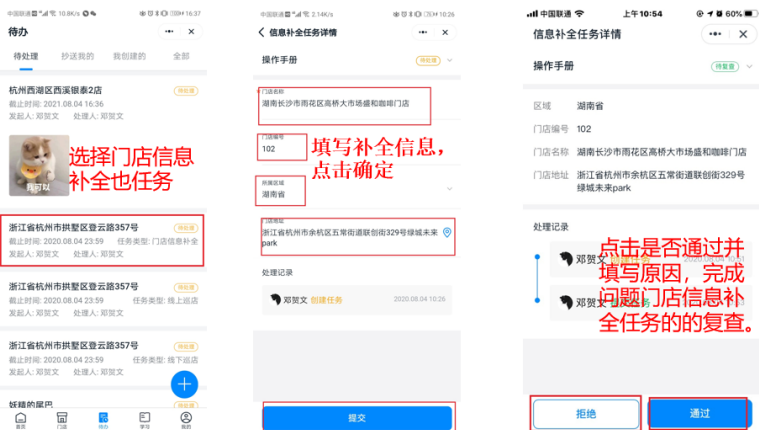 中国联通 10.8K/s 16:37
待办
待处理 抄送我的 我创建的 全部
杭州西湖区西溪银泰2店 待处理
截止时间: 2021.08.04 16:36
发起人: 邓贺文 处理人: 邓贺文
我可以
选择门店信息
补全也任务
浙江省杭州市拱墅区登云路357号 待处理
截止时间: 2020.08.04 23:59 任务类型: 门店信息补全
发起人: 邓贺文 处理人: 邓贺文
浙江省杭州市拱墅区登云路357号 待处理
截止时间: 2020.08.04 23:59 任务类型: 线上巡店
发起人: 邓贺文 处理人: 邓贺文
浙江省杭州市拱墅区登云路357号 待处理
截止时间: 2020.08.04 23:59 任务类型: 线下巡店
发起人: 邓贺文 处理人: 邓贺文
妖精的尾巴 待处理
首页 门店 待办 学习 我的
中国联通 2.14K/s 10:26
信息补全任务详情
操作手册 待处理
门店名称
湖南长沙市雨花区高桥大市场盛和咖啡门店
门店编号
102
填写补全信息，
点击确定
所属区域
湖南省
门店地址
浙江省杭州市余杭区五常街道联创街329号绿城未来
park
处理记录
邓贺文 创建任务 2020.08.04 10:26
提交
中国联通 上午10:54 60%
信息补全任务详情
操作手册 待复查
区域 湖南省
门店编号 102
门店名称 湖南长沙市雨花区高桥大市场盛和咖啡门店
门店地址 浙江省杭州市余杭区五常街道联创街329号
绿城未来park
处理记录
点击是否通过并
填写原因，完成
问题门店信息补
全任务的的复查。
邓贺文 创建任务
邓贺文
拒绝 通过